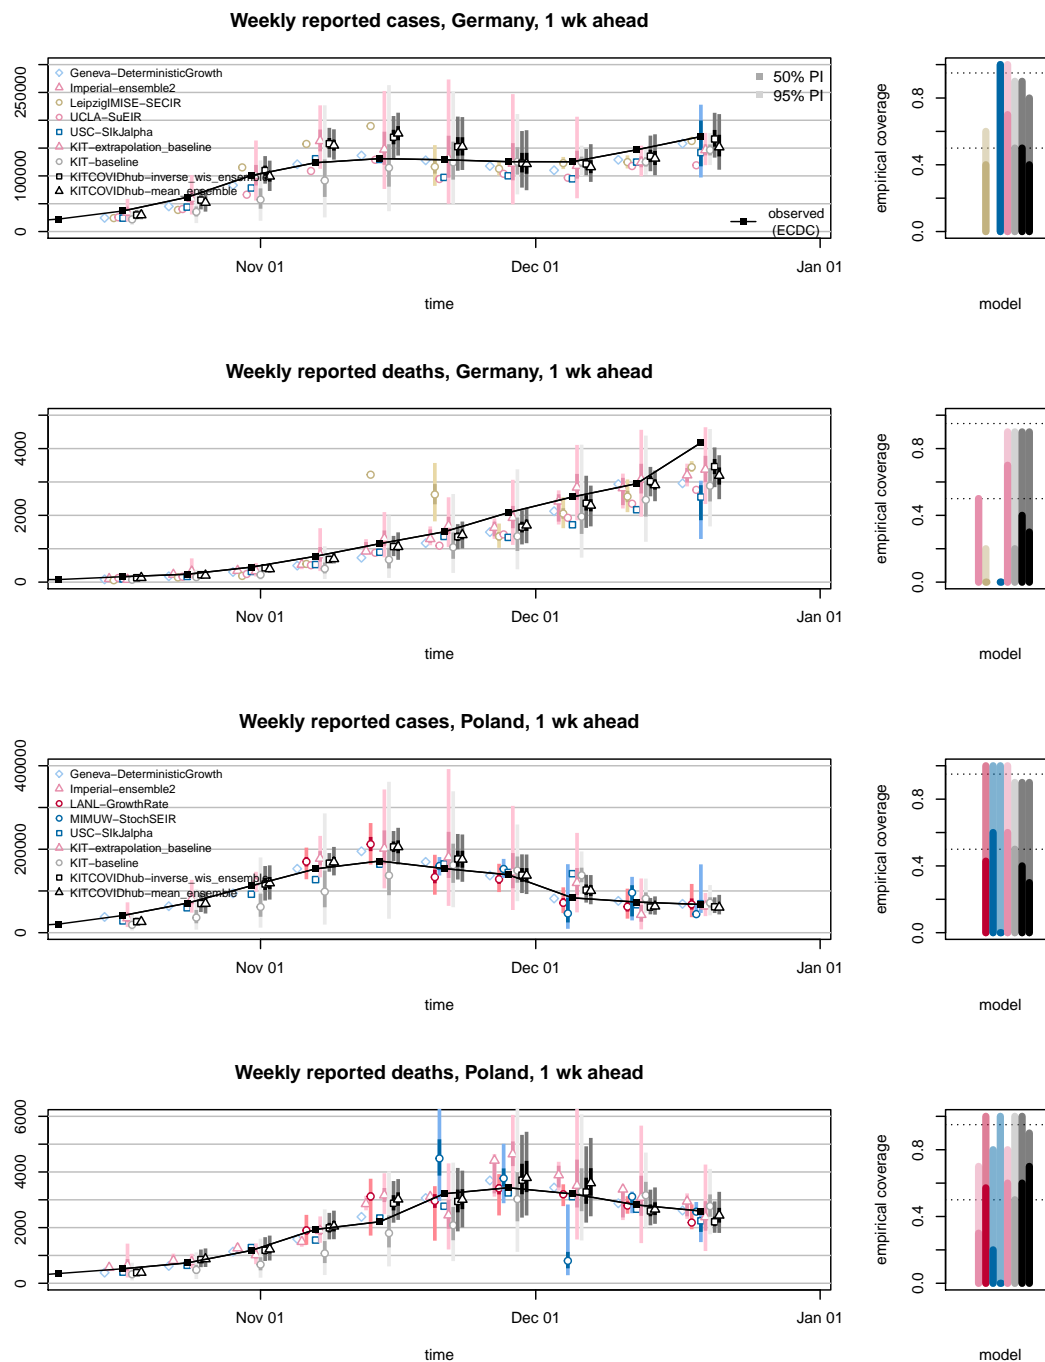 Weekly reported cases, Germany, 1 wk ahead
250000
100000
0
Geneva−DeterministicGrowth
Imperial−ensemble2
LeipzigIMISE−SECIR
UCLA−SuEIR
USC−SIkJalpha
KIT−extrapolation_baseline
KIT−baseline
KITCOVIDhub−inverse_wis_ensemble
KITCOVIDhub−mean_ensemble
50% PI
95% PI
observed
(ECDC)
Nov 01
Dec 01
Jan 01
time
empirical coverage
0.8
0.4
0.0
model
Weekly reported deaths, Germany, 1 wk ahead
4000
2000
0
Nov 01
Dec 01
Jan 01
time
empirical coverage
0.8
0.4
0.0
model
Weekly reported cases, Poland, 1 wk ahead
400000
200000
0
Geneva−DeterministicGrowth
Imperial−ensemble2
LANL−GrowthRate
MIMUW−StochSEIR
USC−SIkJalpha
KIT−extrapolation_baseline
KIT−baseline
KITCOVIDhub−inverse_wis_ensemble
KITCOVIDhub−mean_ensemble
Nov 01
Dec 01
Jan 01
time
empirical coverage
0.8
0.4
0.0
model
Weekly reported deaths, Poland, 1 wk ahead
6000
4000
2000
0
Nov 01
Dec 01
Jan 01
time
empirical coverage
0.8
0.4
0.0
model